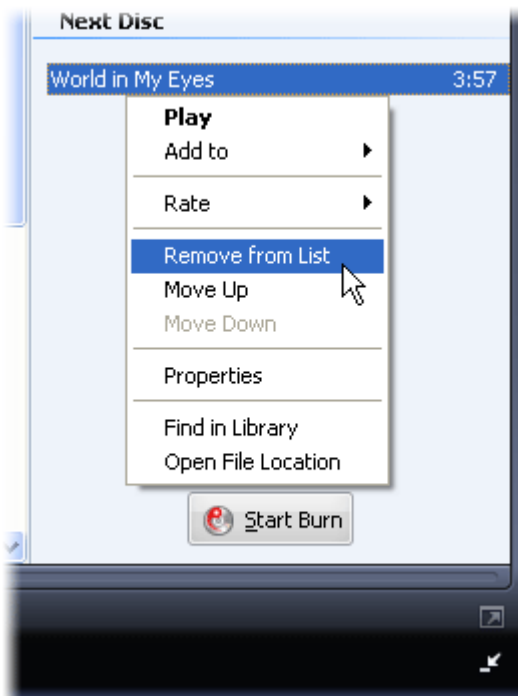 Next Disc
World in My Eyes 3:57
Play
Add to
Rate
Remove from List
Move Up
Move Down
Properties
Find in Library
Open File Location
Start Burn